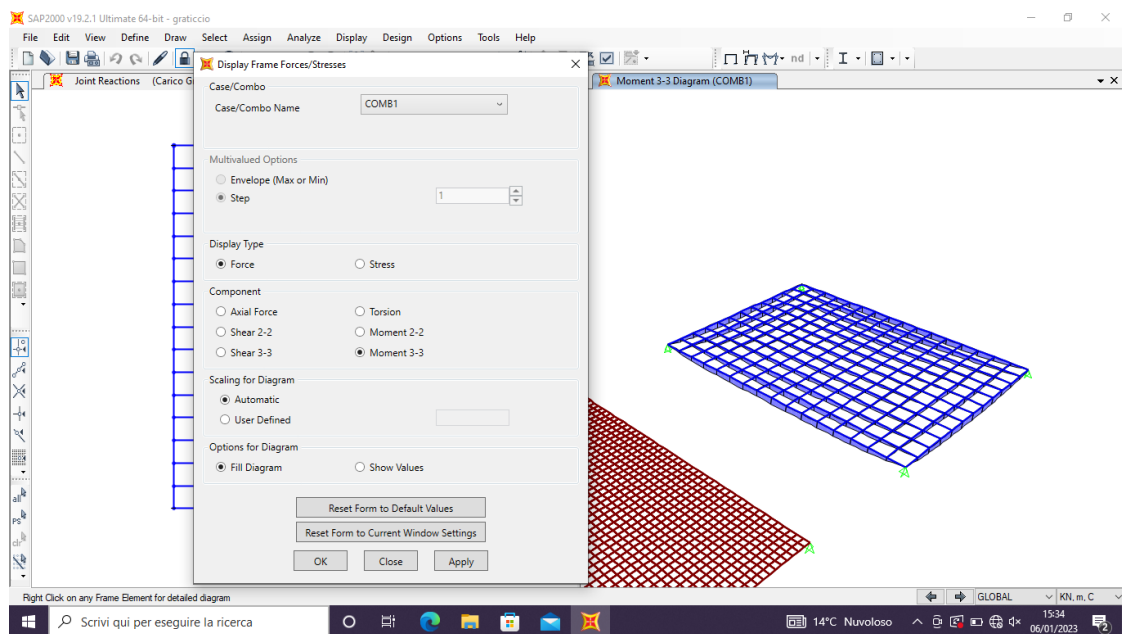 SAP2000 v19.2.1 Ultimate 64-bit - graticcio
File Edit View Define Draw Select Assign Analyze Display Design Options Tools Help
nd
Joint Reactions (Carico G
Moment 3-3 Diagram (COMB1)
Display Frame Forces/Stresses
Case/Combo
Case/Combo Name COMB1
Multivalued Options
Envelope (Max or Min)
Step 1
Display Type
Force Stress
Component
Axial Force Torsion
Shear 2-2 Moment 2-2
Shear 3-3 Moment 3-3
Scaling for Diagram
Automatic
User Defined
Options for Diagram
Fill Diagram Show Values
Reset Form to Default Values
Reset Form to Current Window Settings
OK Close Apply
all
PS
clr
Right Click on any Frame Element for detailed diagram
GLOBAL KN, m, C
Scrivi qui per eseguire la ricerca
14°C Nuvoloso
15:34
06/01/2023
2